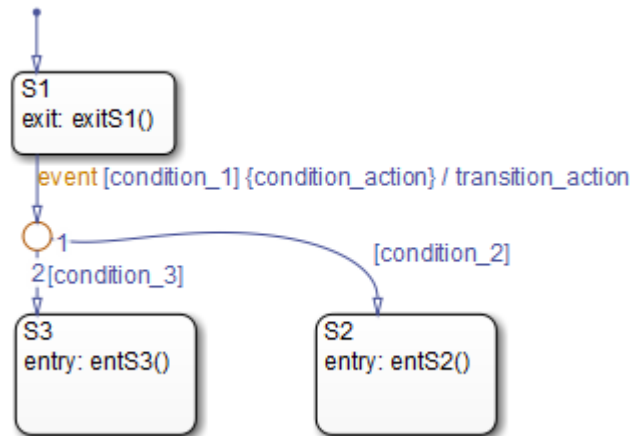 S1
exit: exitS1()
event [condition_1] {condition_action} / transition_action
1
[condition_2]
2 [condition_3]
S3
entry: entS3()
S2
entry: entS2()